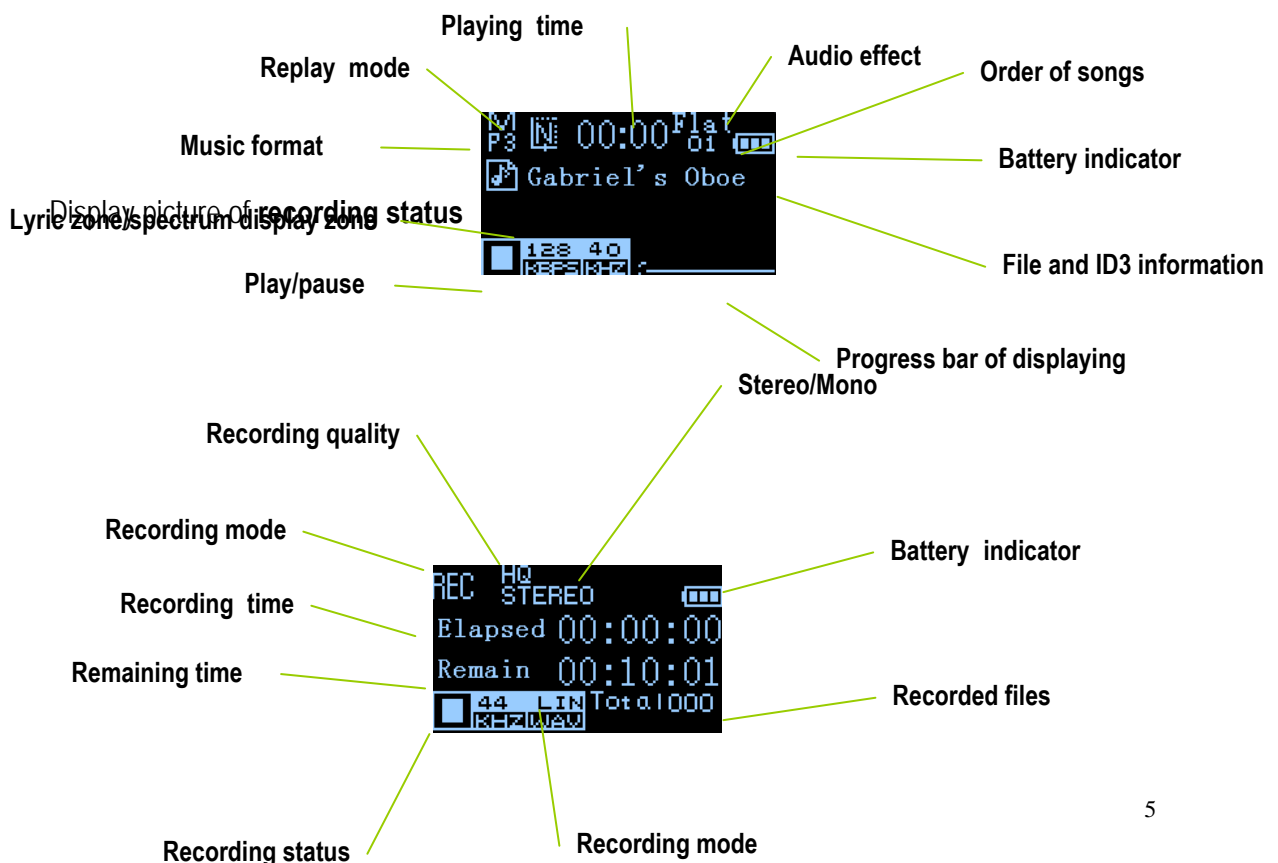 Playing time
Audio effect
Replay mode
Order of songs
Music format
Battery indicator
MP3 N 00:00 Flat 01
Gabriel's Oboe
Display picture of recording status
Lyric zone/spectrum display zone
128 40
KBPS KHZ
File and ID3 information
Play/pause
Progress bar of displaying
Stereo/Mono
Recording quality
Recording mode
Battery indicator
REC HQ
STEREO
Recording time
Elapsed 00:00:00
Remaining time
Remain 00:10:01
44 LIN Total000
KHZ WAV
Recorded files
5
Recording status
Recording mode